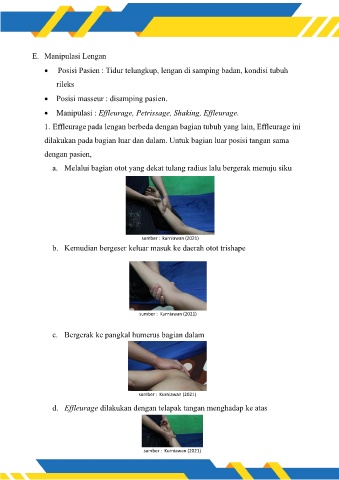 E. Manipulasi Lengan
• Posisi Pasien : Tidur telungkup, lengan di samping badan, kondisi tubuh
rileks
• Posisi masseur : disamping pasien.
• Manipulasi : Effleurage, Petrissage, Shaking, Effleurage.
1. Effleurage pada lengan berbeda dengan bagian tubuh yang lain, Effleurage ini
dilakukan pada bagian luar dan dalam. Untuk bagian luar posisi tangan sama
dengan pasien,
a. Melalui bagian otot yang dekat tulang radius lalu bergerak menuju siku
sumber : kurniawan (2021)
b. Kemudian bergeser keluar masuk ke daerah otot trishape
sumber : Kurniawan (2021)
c. Bergerak ke pangkal humerus bagian dalam
sumber : Kurniawan (2021)
d. Effleurage dilakukan dengan telapak tangan menghadap ke atas
sumber : Kurniawan (2021)